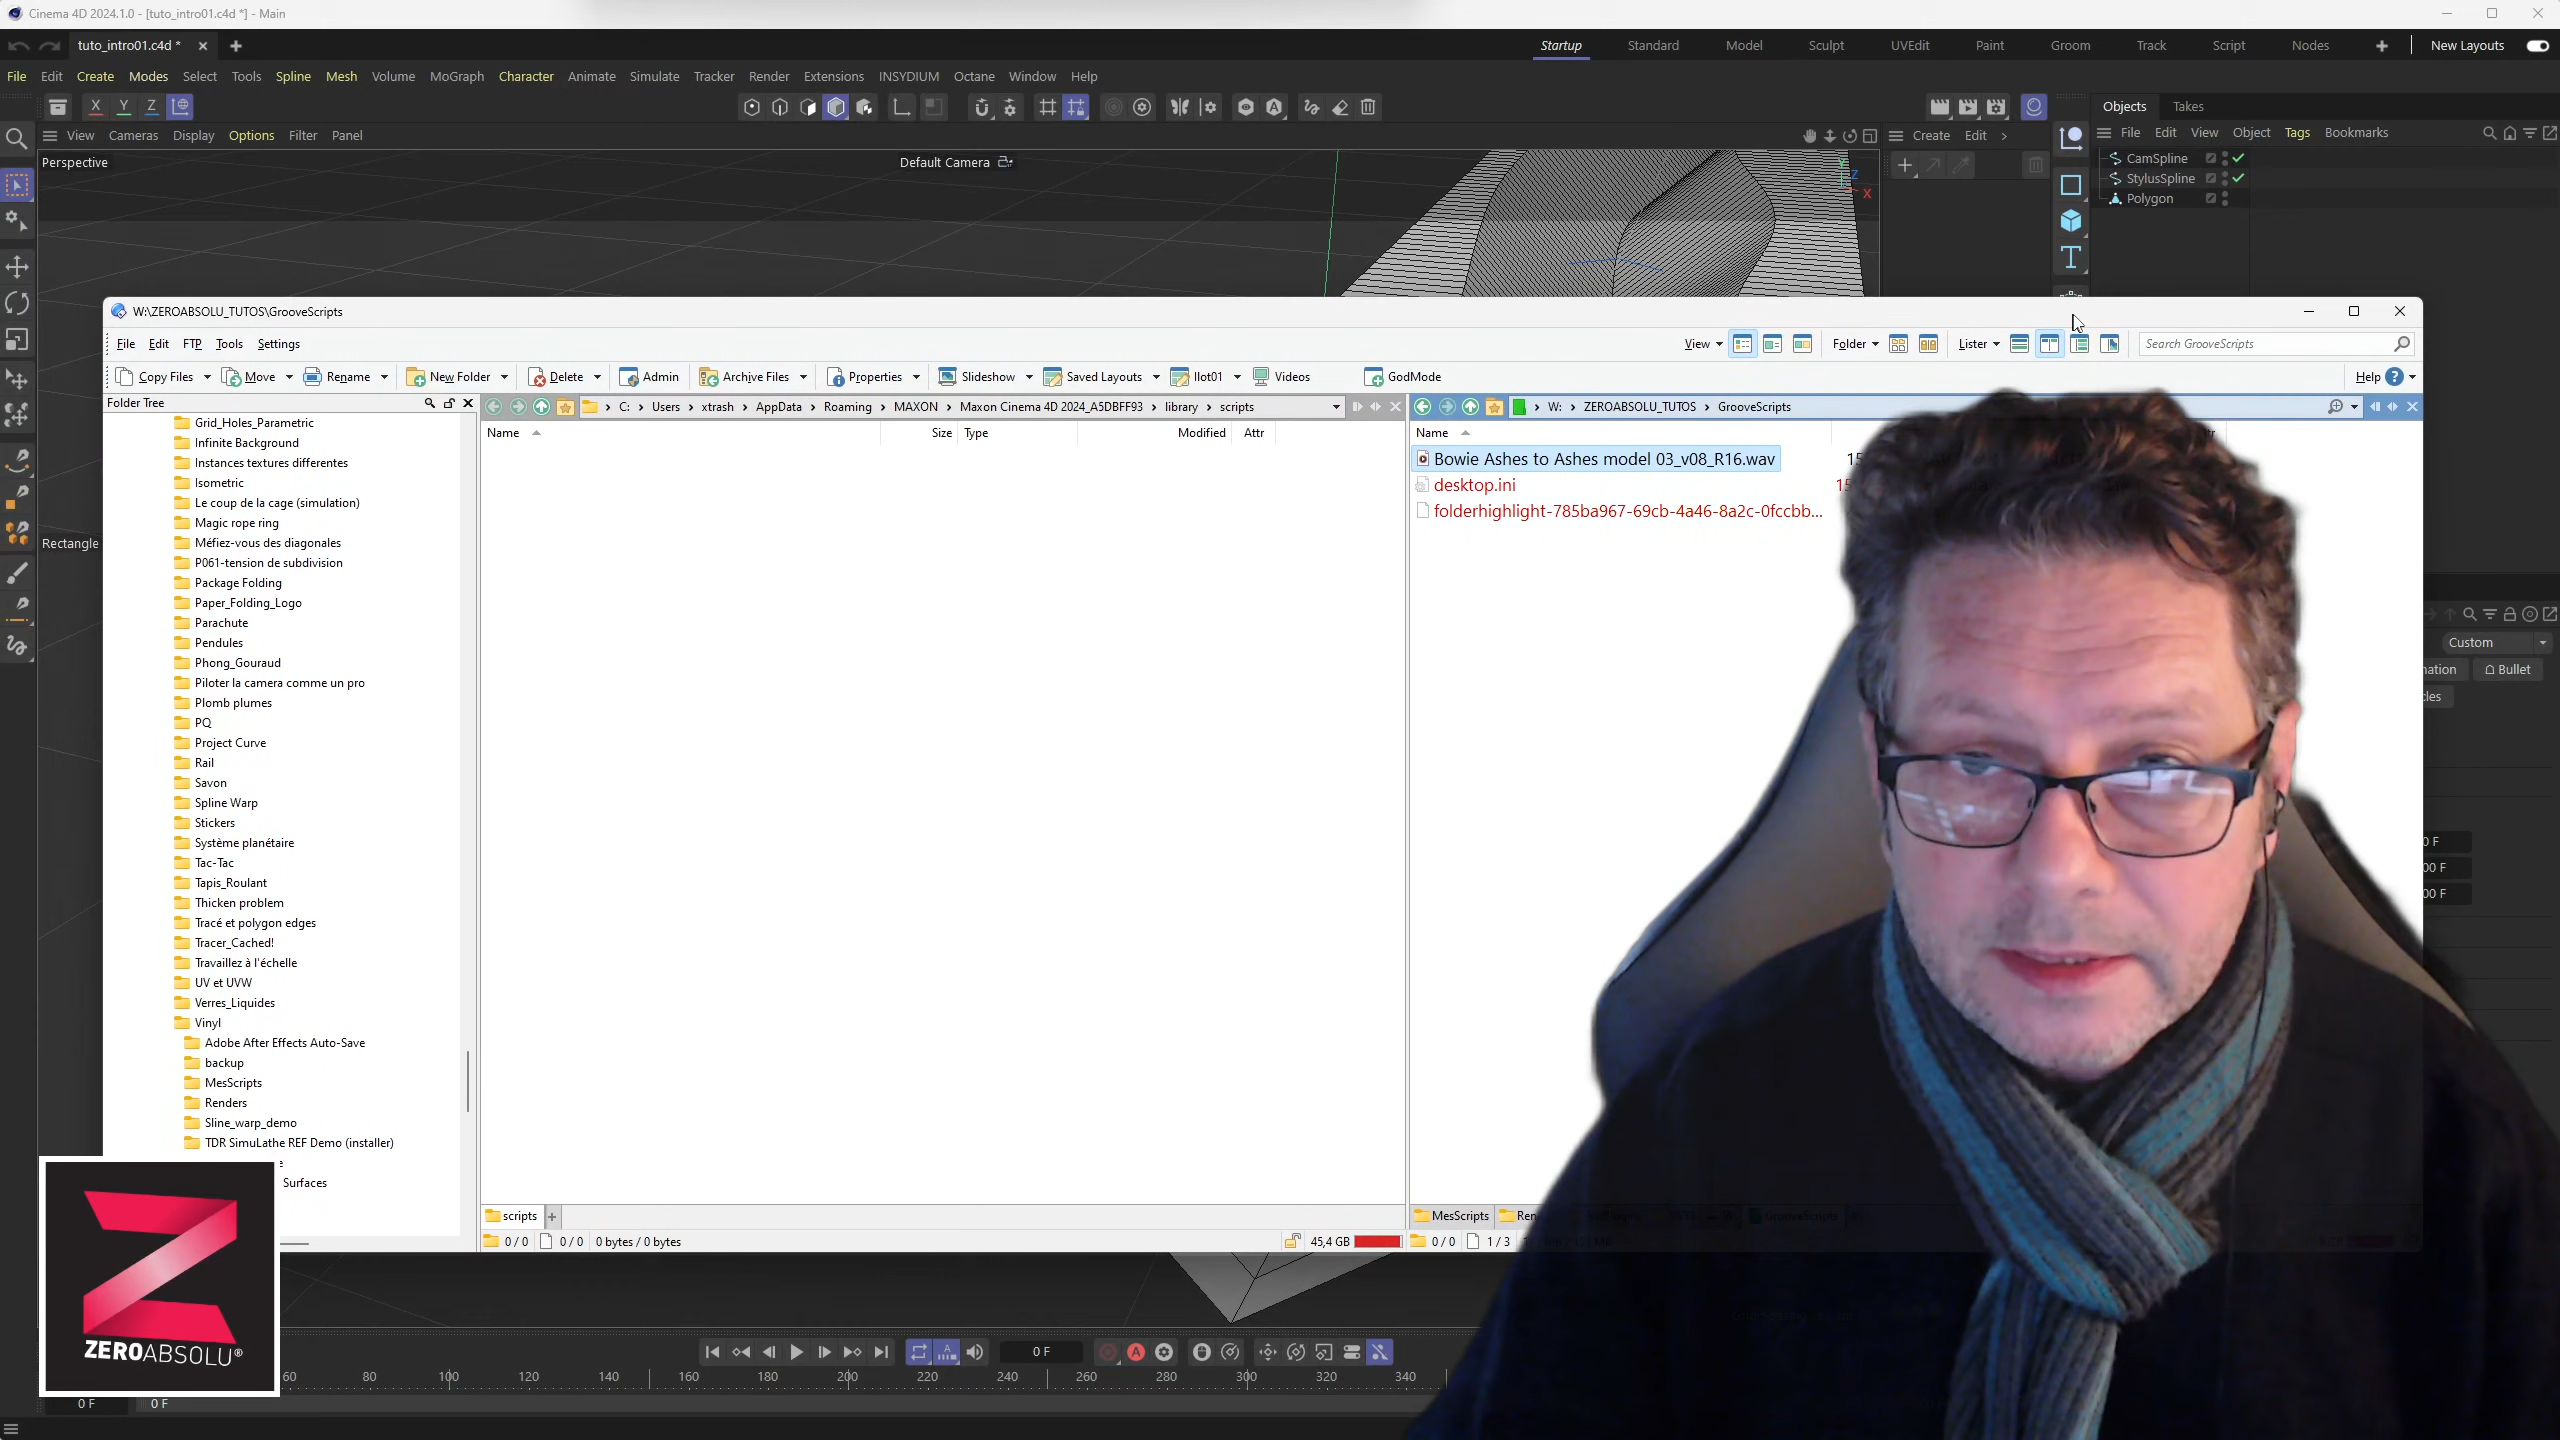 Cinema 4D 2024.1.0 - [tuto_intro01.c4d *] - Main
tuto_intro01.c4d *
Startup Standard Model Sculpt UVEdit Paint Groom Track Script Nodes New Layouts
File Edit Create Modes Select Tools Spline Mesh Volume MoGraph Character Animate Simulate Tracker Render Extensions INSYDIUM Octane Window Help
X Y Z
Objects Takes
View Cameras Display Options Filter Panel
Create Edit
File Edit View Object Tags Bookmarks
Perspective
Default Camera
Y
Z
X
CamSpline
StylusSpline
Polygon
Rectangle
Custom
Bullet
W:\ZEROABSOLU_TUTOS\GrooveScripts
File Edit FTP Tools Settings
View Folder Lister Search GrooveScripts
Copy Files Move Rename New Folder Delete Admin Archive Files Properties Slideshow Saved Layouts Ilot01 Videos GodMode Help
Folder Tree
C: Users xtrash AppData Roaming MAXON Maxon Cinema 4D 2024_A5DBFF93 library scripts
W: ZEROABSOLU_TUTOS GrooveScripts
Name Size Type Modified Attr
Name
Bowie Ashes to Ashes model 03_v08_R16.wav
desktop.ini
folderhighlight-785ba967-69cb-4a46-8a2c-0fccbb...
Grid_Holes_Parametric
Infinite Background
Instances textures differentes
Isometric
Le coup de la cage (simulation)
Magic rope ring
Méfiez-vous des diagonales
P061-tension de subdivision
Package Folding
Paper_Folding_Logo
Parachute
Pendules
Phong_Gouraud
Piloter la camera comme un pro
Plomb plumes
PQ
Project Curve
Rail
Savon
Spline Warp
Stickers
Système planétaire
Tac-Tac
Tapis_Roulant
Thicken problem
Tracé et polygon edges
Tracer_Cached!
Travaillez à l'échelle
UV et UVW
Verres_Liquides
Vinyl
Adobe After Effects Auto-Save
backup
MesScripts
Renders
Sline_warp_demo
TDR SimuLathe REF Demo (installer)
Surfaces
scripts
MesScripts
0 / 0 0 / 0 0 bytes / 0 bytes 45,4 GB
0 / 0 1 / 3
ZEROABSOLU®
0 F
60 80 100 120 140 160 180 200 220 240 260 280 300 320 340
0 F 0 F